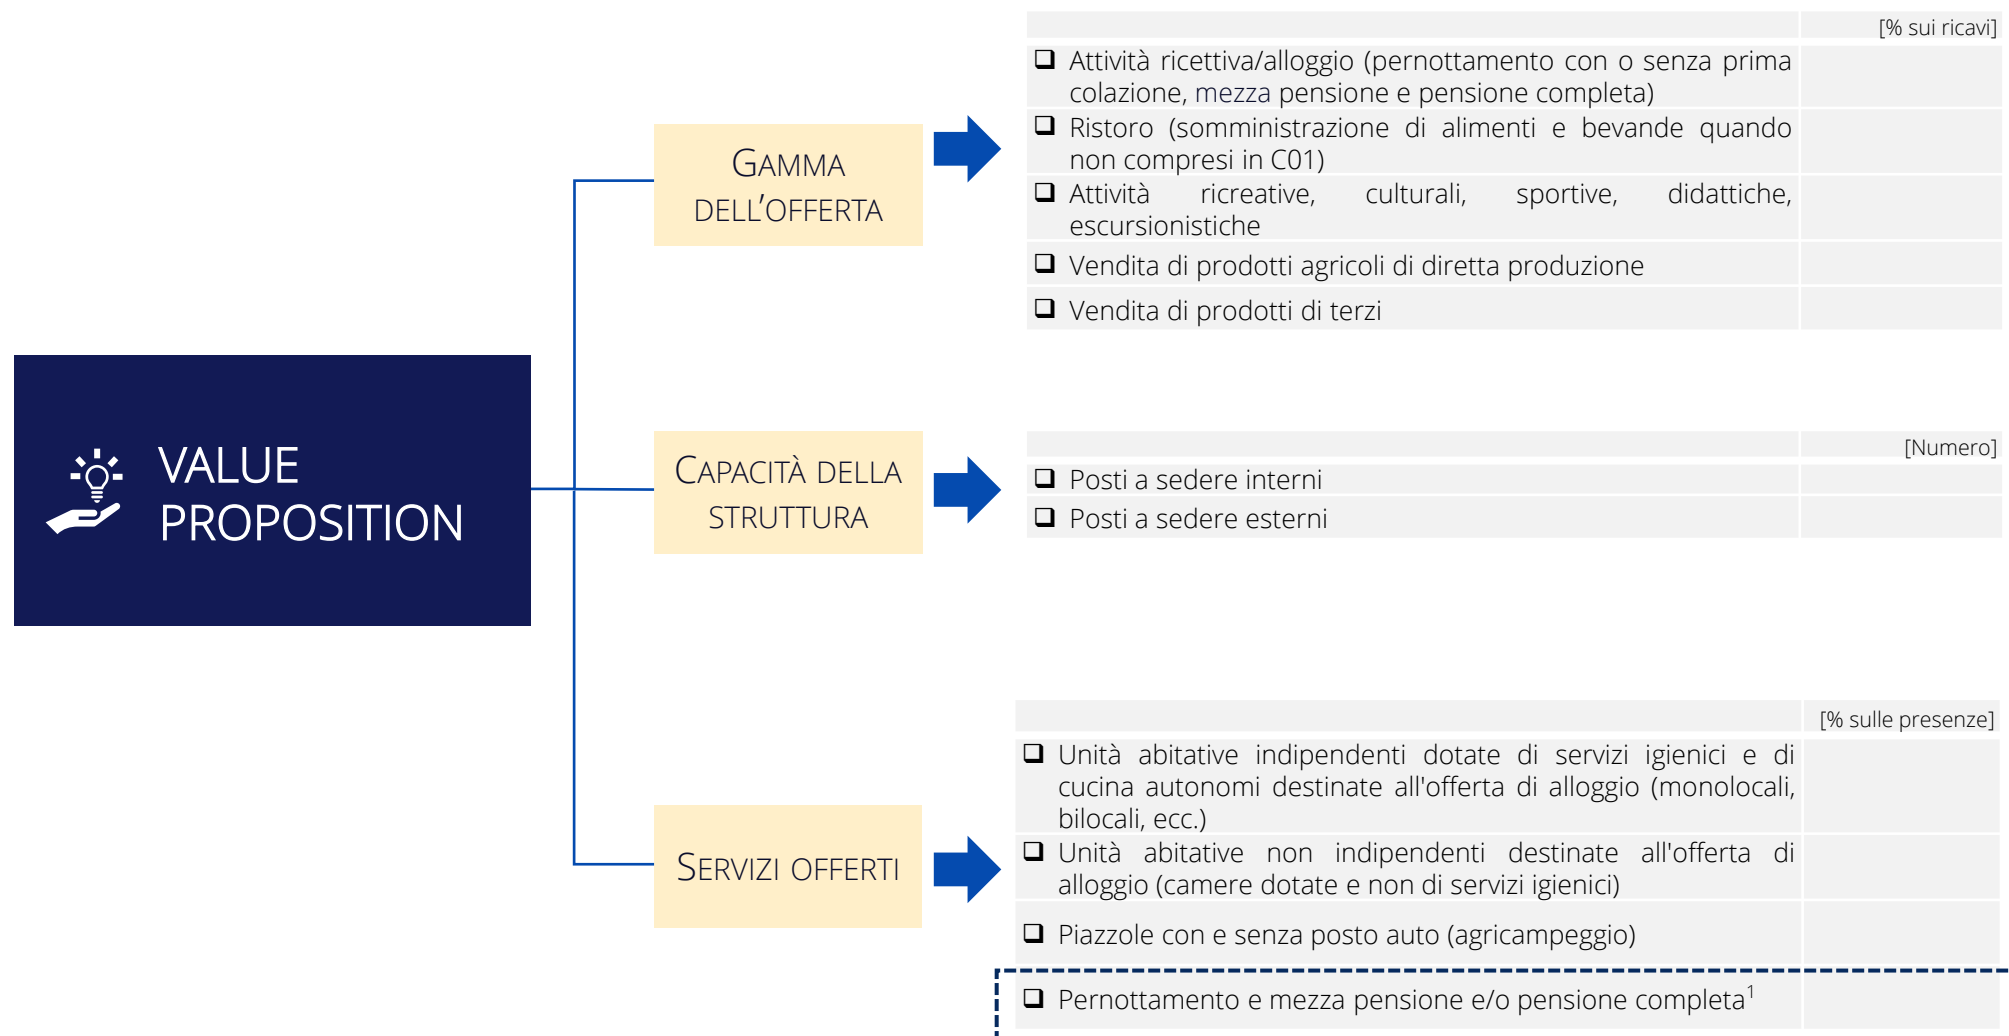 VALUE
PROPOSITION
GAMMA
DELL'OFFERTA
[% sui ricavi]
❑ Attività ricettiva/alloggio (pernottamento con o senza prima
colazione, mezza pensione e pensione completa)
❑ Ristoro (somministrazione di alimenti e bevande quando
non compresi in C01)
❑ Attività ricreative, culturali, sportive, didattiche,
escursionistiche
❑ Vendita di prodotti agricoli di diretta produzione
❑ Vendita di prodotti di terzi
CAPACITÀ DELLA
STRUTTURA
[Numero]
❑ Posti a sedere interni
❑ Posti a sedere esterni
SERVIZI OFFERTI
[% sulle presenze]
❑ Unità abitative indipendenti dotate di servizi igienici e di
cucina autonomi destinate all'offerta di alloggio (monolocali,
bilocali, ecc.)
❑ Unità abitative non indipendenti destinate all'offerta di
alloggio (camere dotate e non di servizi igienici)
❑ Piazzole con e senza posto auto (agricampeggio)
❑ Pernottamento e mezza pensione e/o pensione completa¹